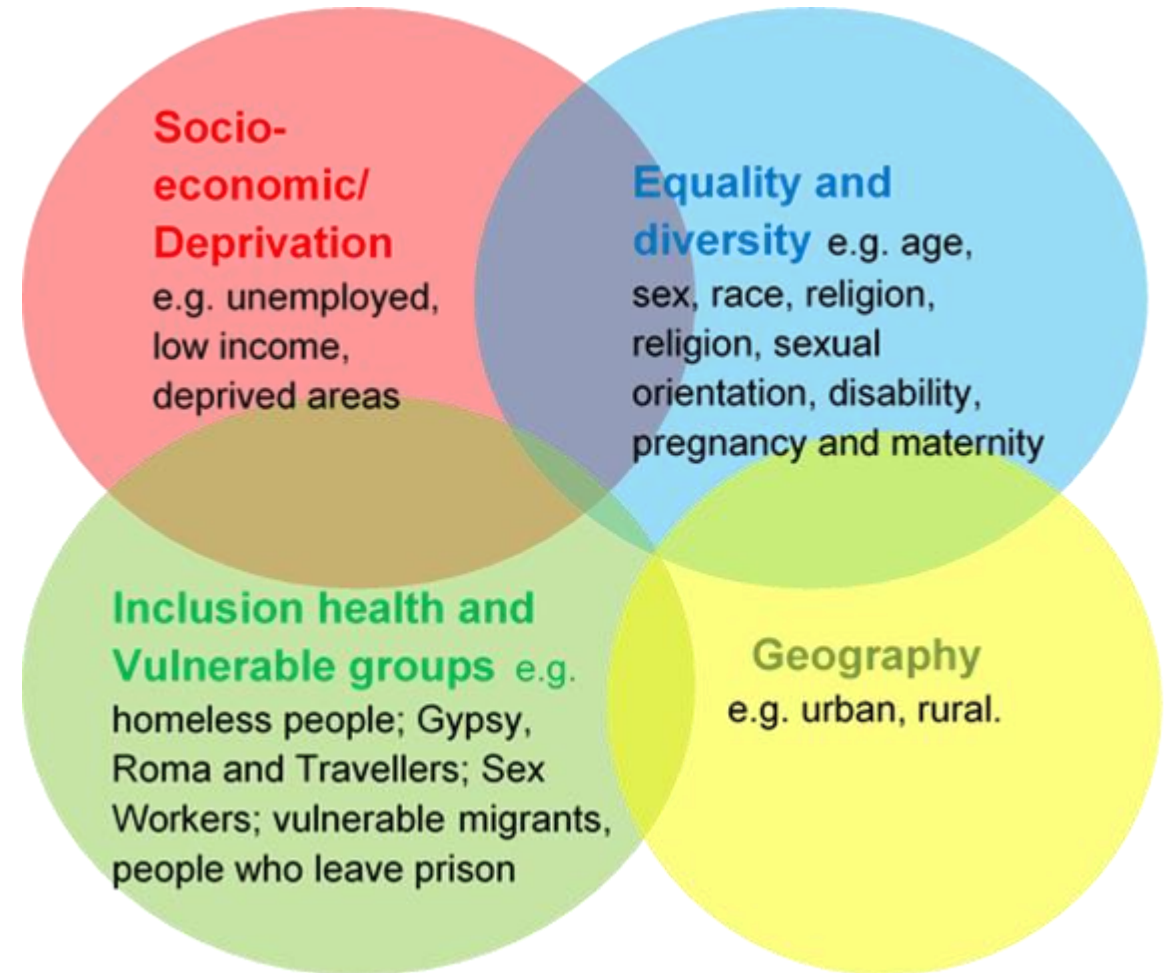 Socio-
economic/
Deprivation
e.g. unemployed,
low income,
deprived areas
Equality and
diversity e.g. age,
sex, race, religion,
religion, sexual
orientation, disability,
pregnancy and maternity
Inclusion health and
Vulnerable groups e.g.
homeless people; Gypsy,
Roma and Travellers; Sex
Workers; vulnerable migrants,
people who leave prison
Geography
e.g. urban, rural.